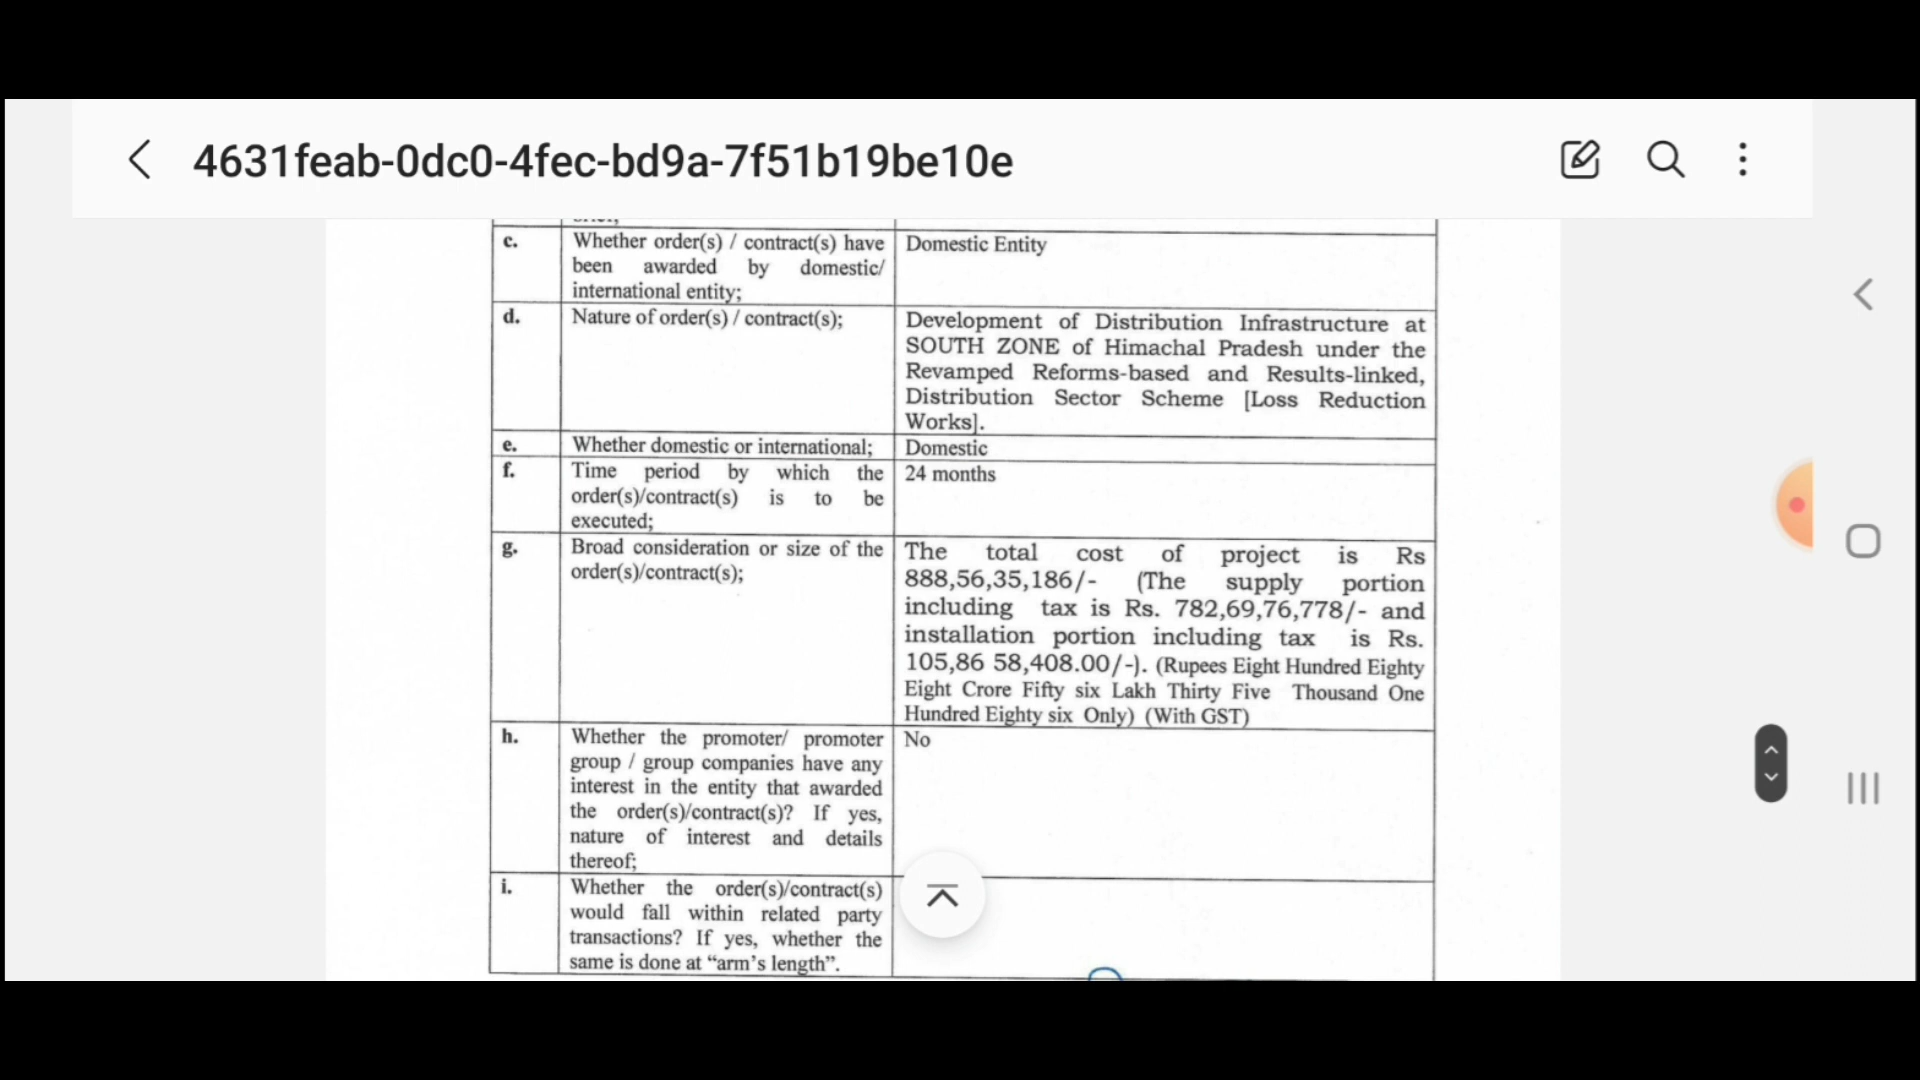 4631feab-0dc0-4fec-bd9a-7f51b19be10e
c. Whether order(s) / contract(s) have Domestic Entity
been awarded by domestic/
international entity;
d. Nature of order(s) / contract(s); Development of Distribution Infrastructure at
SOUTH ZONE of Himachal Pradesh under the
Revamped Reforms-based and Results-linked,
Distribution Sector Scheme [Loss Reduction
Works].
e. Whether domestic or international; Domestic
f. Time period by which the 24 months
order(s)/contract(s) is to be
executed;
g. Broad consideration or size of the The total cost of project is Rs
order(s)/contract(s); 888,56,35,186/- (The supply portion
including tax is Rs. 782,69,76,778/- and
installation portion including tax is Rs.
105,86 58,408.00/-). (Rupees Eight Hundred Eighty
Eight Crore Fifty six Lakh Thirty Five Thousand One
Hundred Eighty six Only) (With GST)
h. Whether the promoter/ promoter No
group / group companies have any
interest in the entity that awarded
the order(s)/contract(s)? If yes,
nature of interest and details
thereof;
i. Whether the order(s)/contract(s)
would fall within related party
transactions? If yes, whether the
same is done at “arm’s length”.